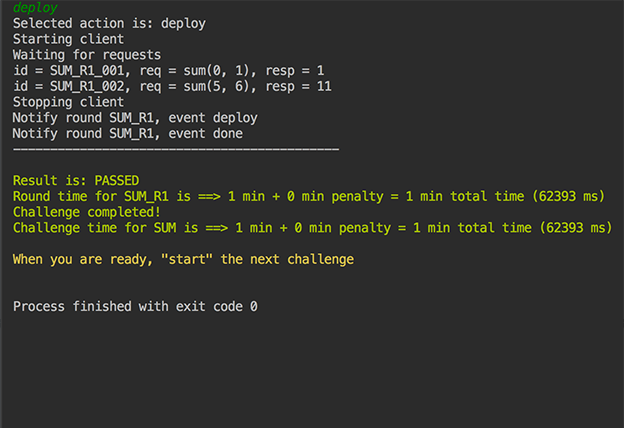 deploy
Selected action is: deploy
Starting client
Waiting for requests
id = SUM_R1_001, req = sum(0, 1), resp = 1
id = SUM_R1_002, req = sum(5, 6), resp = 11
Stopping client
Notify round SUM_R1, event deploy
Notify round SUM_R1, event done
--------------------------------------------
Result is: PASSED
Round time for SUM_R1 is ==> 1 min + 0 min penalty = 1 min total time (62393 ms)
Challenge completed!
Challenge time for SUM is ==> 1 min + 0 min penalty = 1 min total time (62393 ms)
When you are ready, "start" the next challenge
Process finished with exit code 0